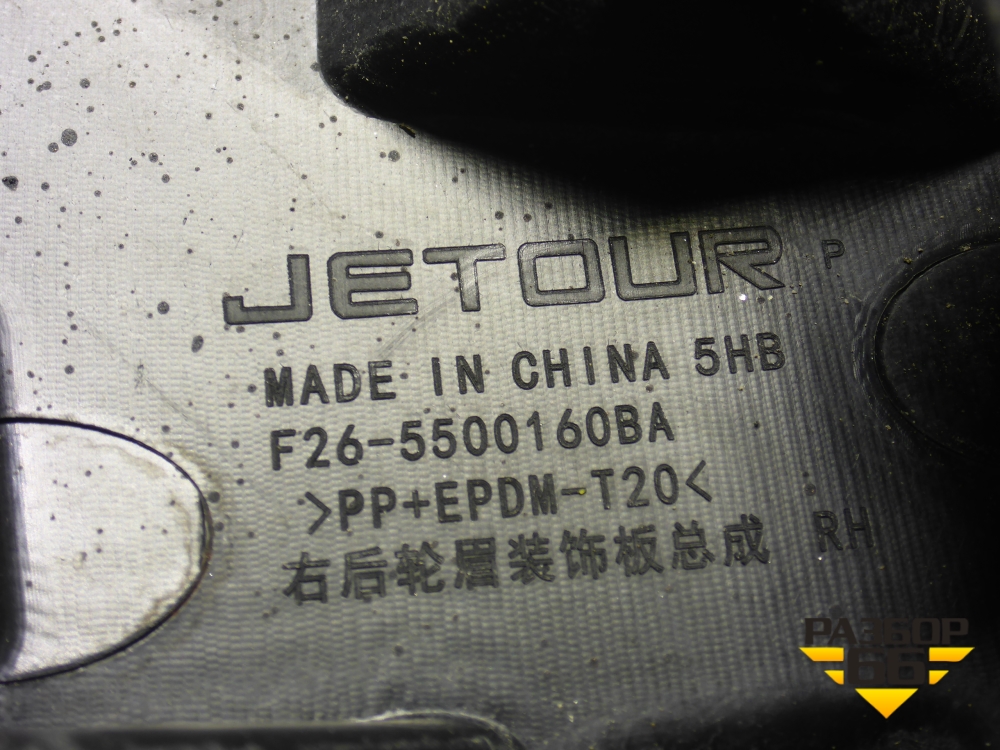 JETOUR P
MADE IN CHINA 5HB
F26-5500160BA
>PP+EPDM-T20<
右后轮眉装饰板总成 RH
РАЗБОР
66